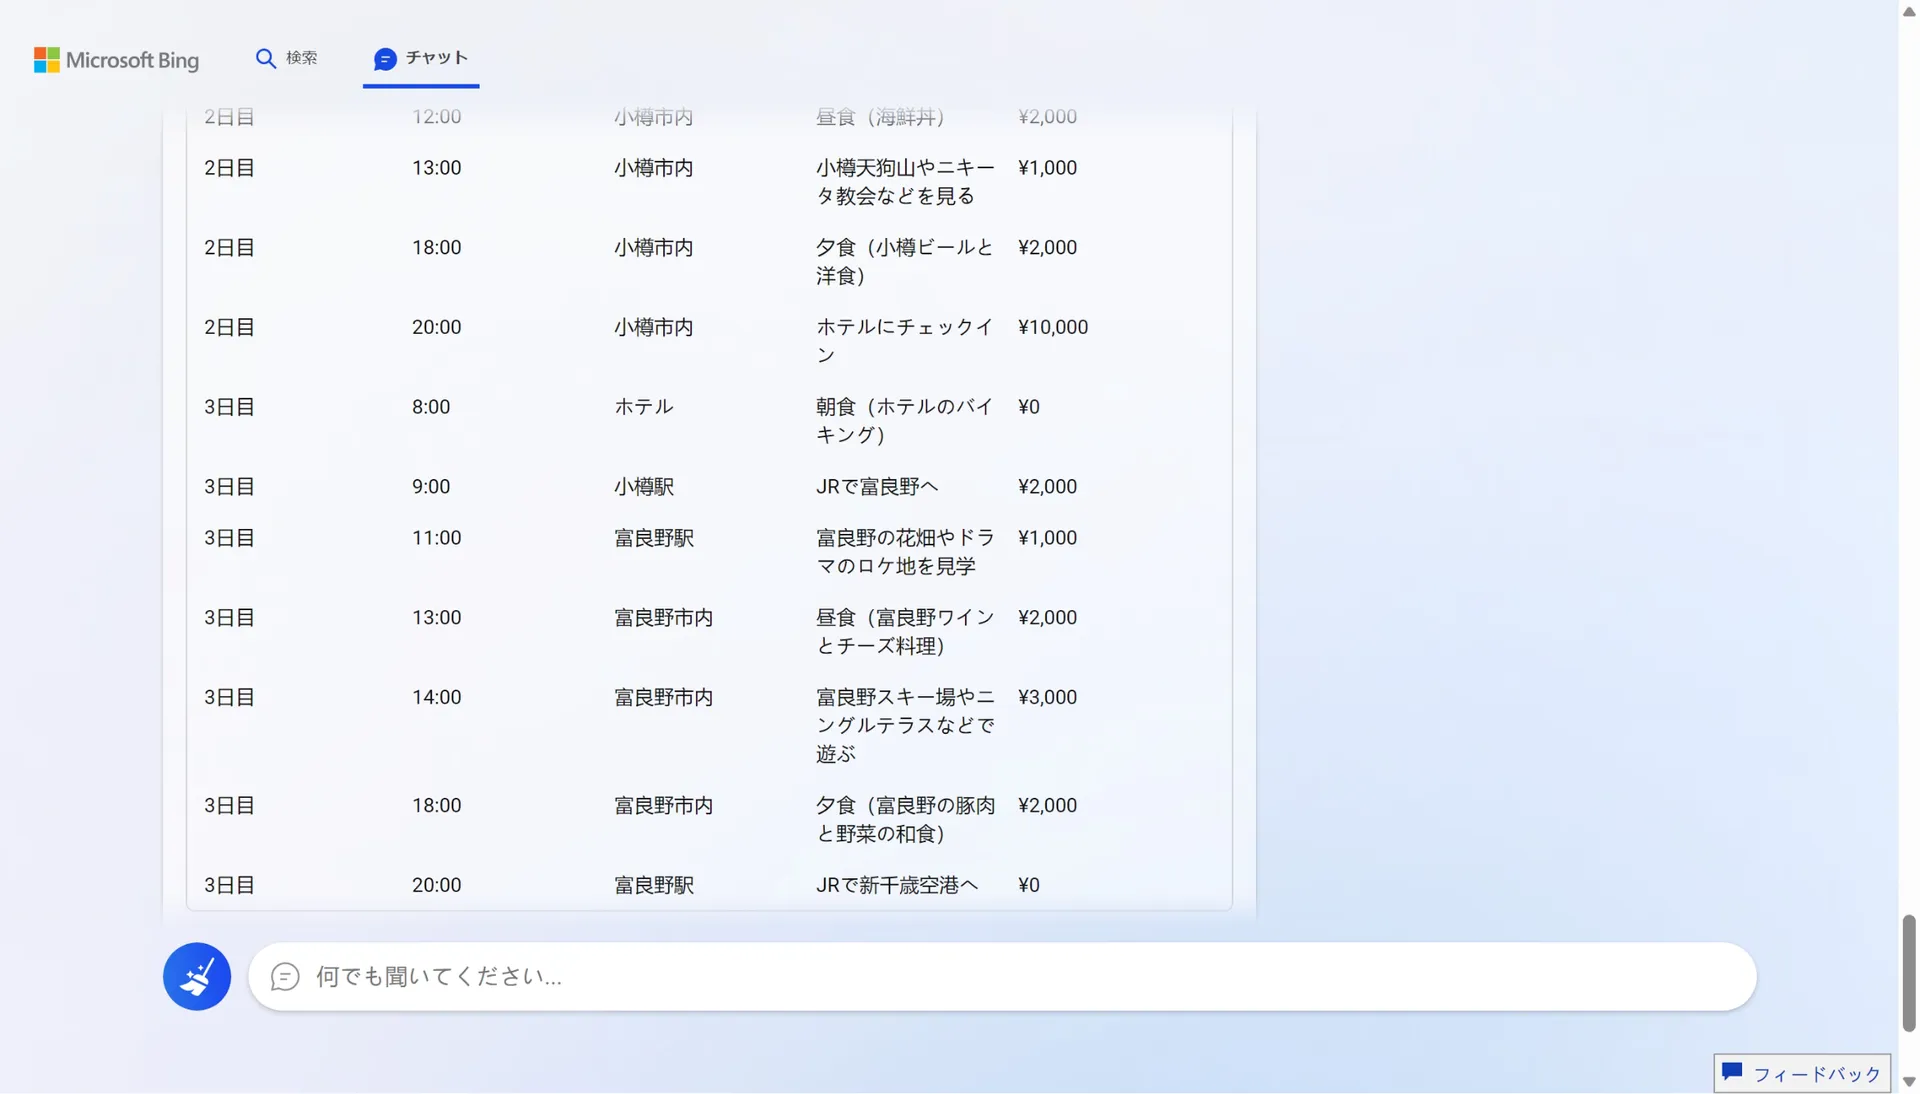 Microsoft Bing
検索
チャット
2日目 12:00 小樽市内 昼食（海鮮丼） ¥2,000
2日目 13:00 小樽市内 小樽天狗山やニキー ¥1,000
タ教会などを見る
2日目 18:00 小樽市内 夕食（小樽ビールと ¥2,000
洋食）
2日目 20:00 小樽市内 ホテルにチェックイ ¥10,000
ン
3日目 8:00 ホテル 朝食（ホテルのバイ ¥0
キング）
3日目 9:00 小樽駅 JRで富良野へ ¥2,000
3日目 11:00 富良野駅 富良野の花畑やドラ ¥1,000
マのロケ地を見学
3日目 13:00 富良野市内 昼食（富良野ワイン ¥2,000
とチーズ料理）
3日目 14:00 富良野市内 富良野スキー場やニ ¥3,000
ングルテラスなどで
遊ぶ
3日目 18:00 富良野市内 夕食（富良野の豚肉 ¥2,000
と野菜の和食）
3日目 20:00 富良野駅 JRで新千歳空港へ ¥0
何でも聞いてください...
フィードバック